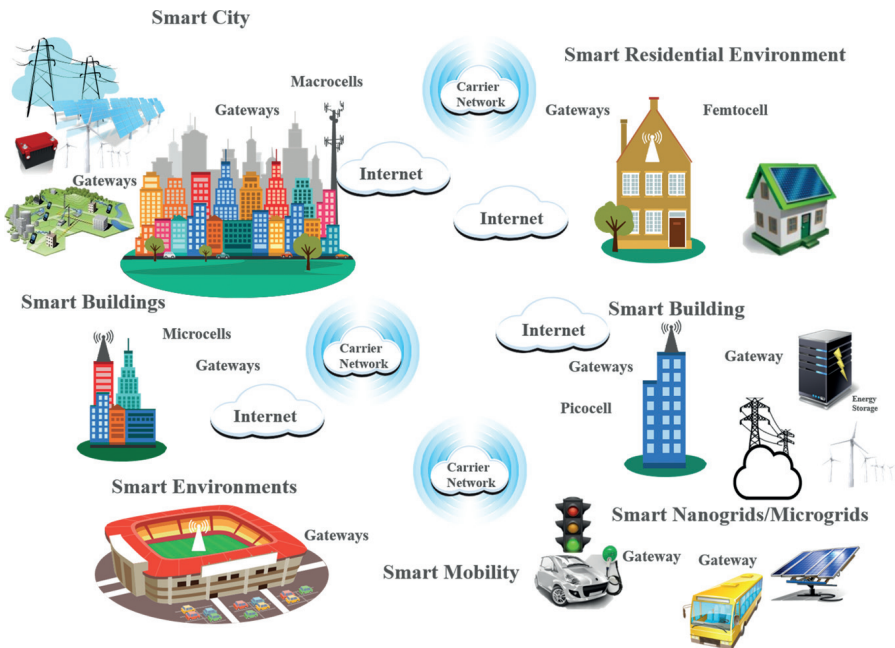 Smart City
Macrocells
Gateways
Gateways
Internet
Carrier
Network
Smart Residential Environment
Gateways
Femtocell
Internet
Smart Buildings
Microcells
Gateways
Internet
Carrier
Network
Internet
Smart Building
Gateways
Gateway
Picocell
Energy
Storage
Carrier
Network
Smart Environments
Gateways
Smart Nanogrids/Microgrids
Smart Mobility
Gateway
Gateway